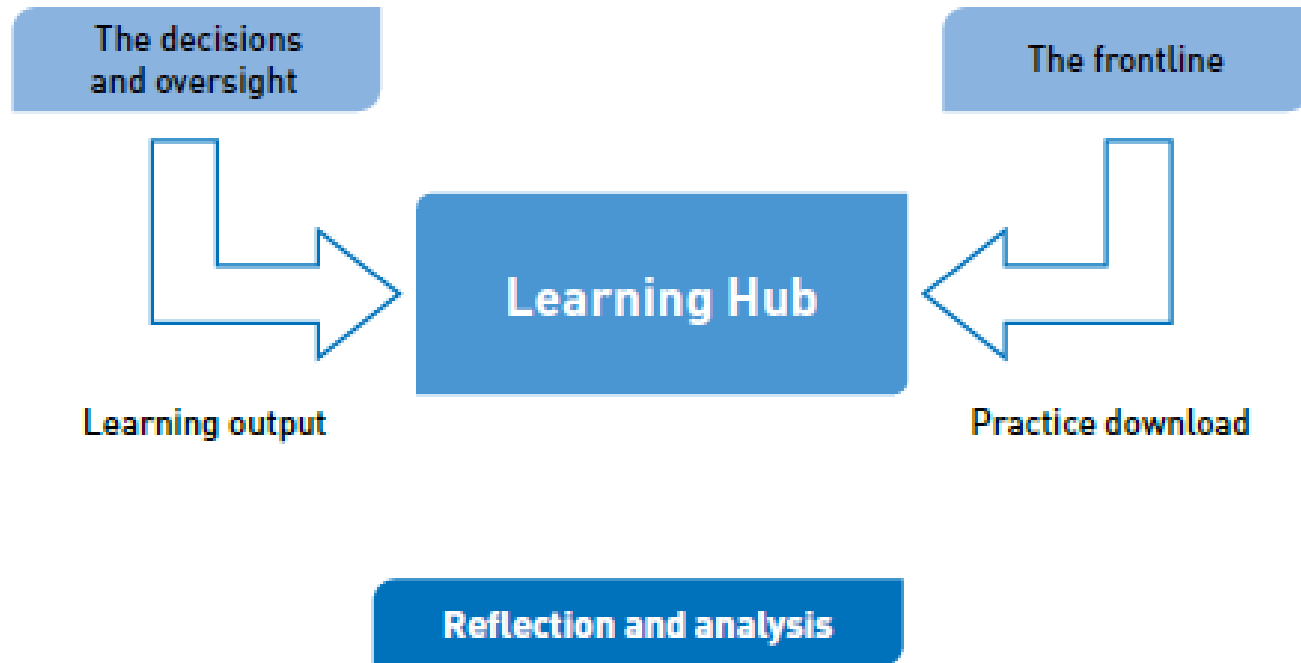 The decisions
and oversight
The frontline
Learning Hub
Learning output
Practice download
Reflection and analysis